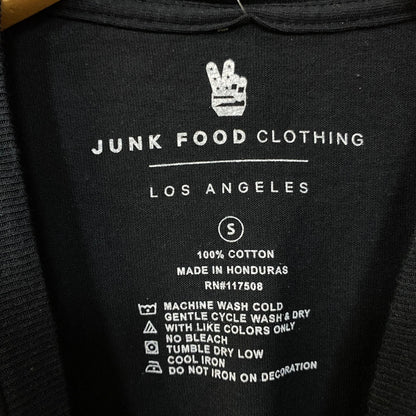 JUNK FOOD CLOTHING
LOS ANGELES
S
100% COTTON
MADE IN HONDURAS
RN#117508
MACHINE WASH COLD
GENTLE CYCLE WASH & DRY
WITH LIKE COLORS ONLY
NO BLEACH
TUMBLE DRY LOW
COOL IRON
DO NOT IRON ON DECORATION